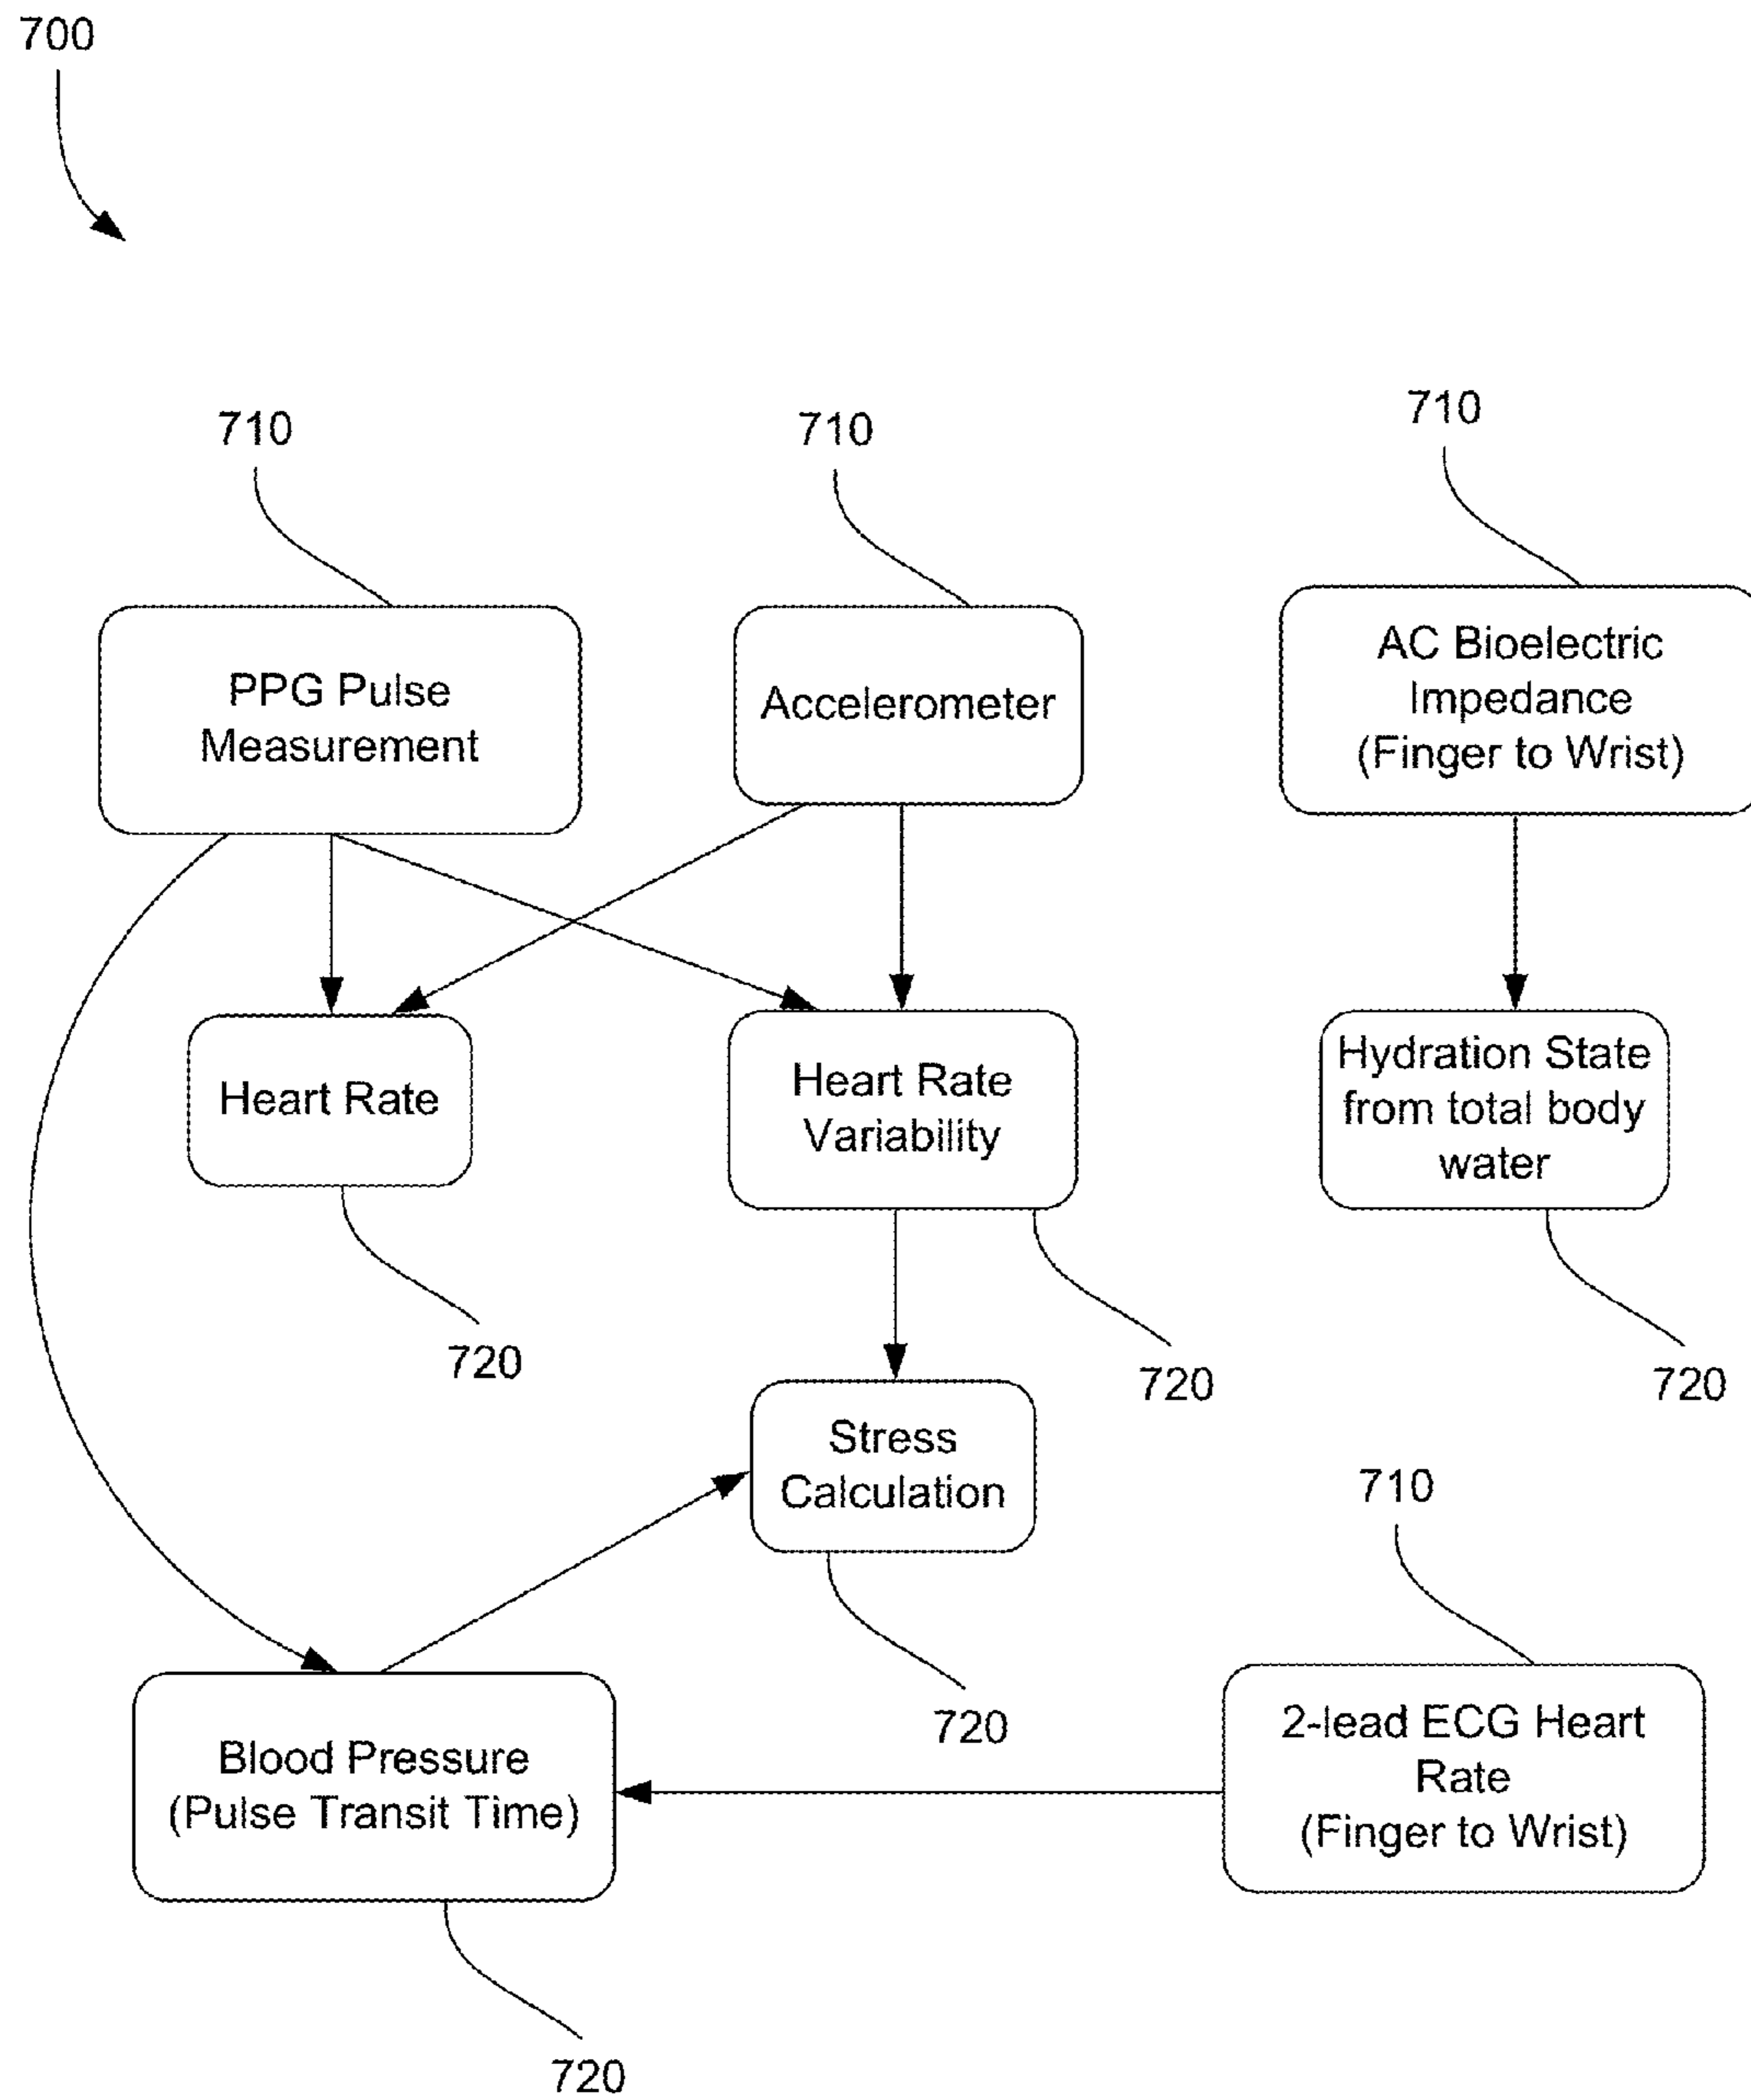 700
710
710
710
PPG Pulse
Measurement
Accelerometer
AC Bioelectric
Impedance
(Finger to Wrist)
Heart Rate
Heart Rate
Variability
Hydration State
from total body
water
720
720
720
Stress
Calculation
710
720
Blood Pressure
(Pulse Transit Time)
2-lead ECG Heart
Rate
(Finger to Wrist)
720